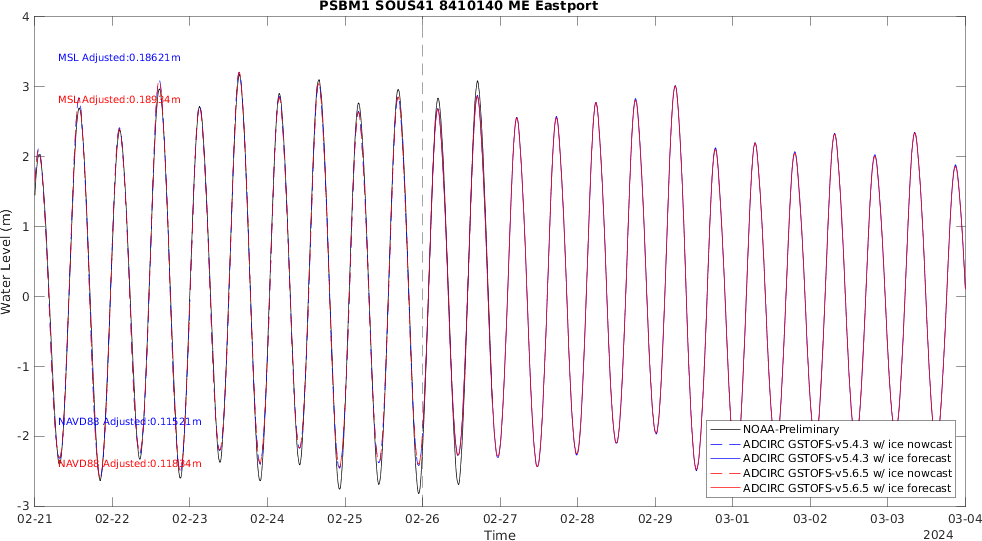 PSBM1 SOUS41 8410140 ME Eastport
4
MSL Adjusted:0.18621m
3
MSL Adjusted:0.18934m
2
1
Water Level (m)
0
-1
-2
NAVD88 Adjusted:0.11521m
NAVD88 Adjusted:0.11834m
-3
NOAA-Preliminary
ADCIRC GSTOFS-v5.4.3 w/ ice nowcast
ADCIRC GSTOFS-v5.4.3 w/ ice forecast
ADCIRC GSTOFS-v5.6.5 w/ ice nowcast
ADCIRC GSTOFS-v5.6.5 w/ ice forecast
02-21 02-22 02-23 02-24 02-25 02-26 02-27 02-28 02-29 03-01 03-02 03-03 03-04
Time
2024